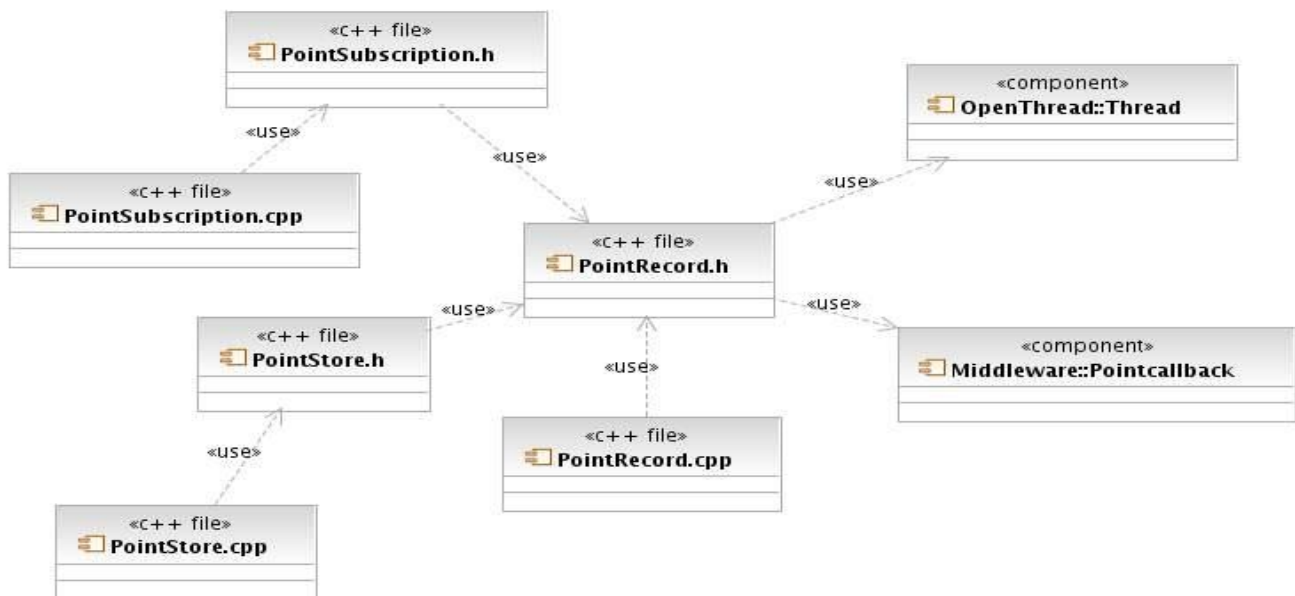 «c++ file»
PointSubscription.h
«component»
OpenThread::Thread
«use»
«use»
«use»
«c++ file»
PointSubscription.cpp
«c++ file»
PointRecord.h
«use»
«use»
«c++ file»
PointStore.h
«component»
Middleware::Pointcallback
«use»
«use»
«c++ file»
PointRecord.cpp
«c++ file»
PointStore.cpp